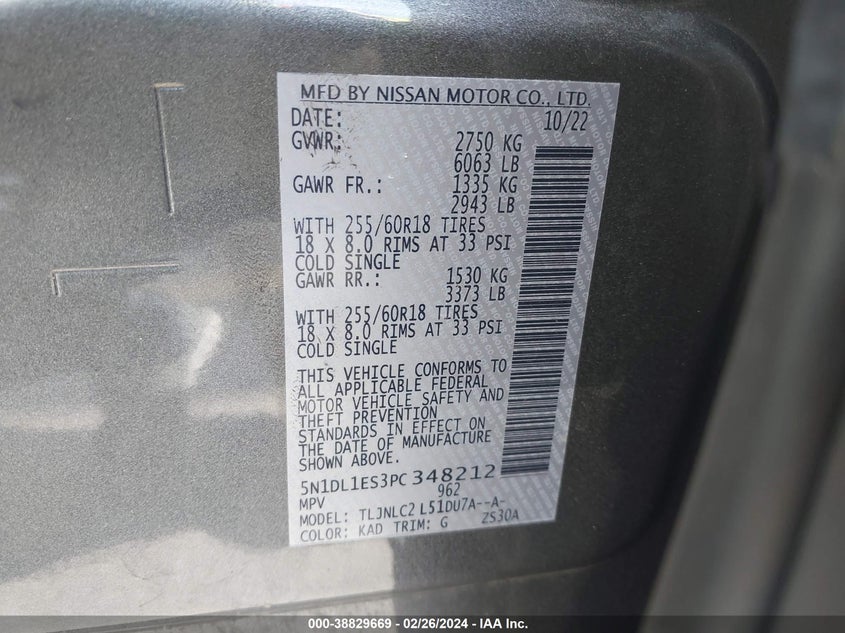 MFD BY NISSAN MOTOR CO., LTD.
DATE: 10/22
GVWR: 2750 KG
6063 LB
GAWR FR.: 1335 KG
2943 LB
WITH 255/60R18 TIRES
18 X 8.0 RIMS AT 33 PSI
COLD SINGLE
GAWR RR.: 1530 KG
3373 LB
WITH 255/60R18 TIRES
18 X 8.0 RIMS AT 33 PSI
COLD SINGLE
THIS VEHICLE CONFORMS TO
ALL APPLICABLE FEDERAL
MOTOR VEHICLE SAFETY AND
THEFT PREVENTION
STANDARDS IN EFFECT ON
THE DATE OF MANUFACTURE
SHOWN ABOVE.
5N1DL1ES3PC348212
MPV 962
MODEL: TLJNLC2 L51DU7A--A-
COLOR: KAD TRIM: G ZS30A
000-38829669 / 02/26/2024 - IAA Inc.